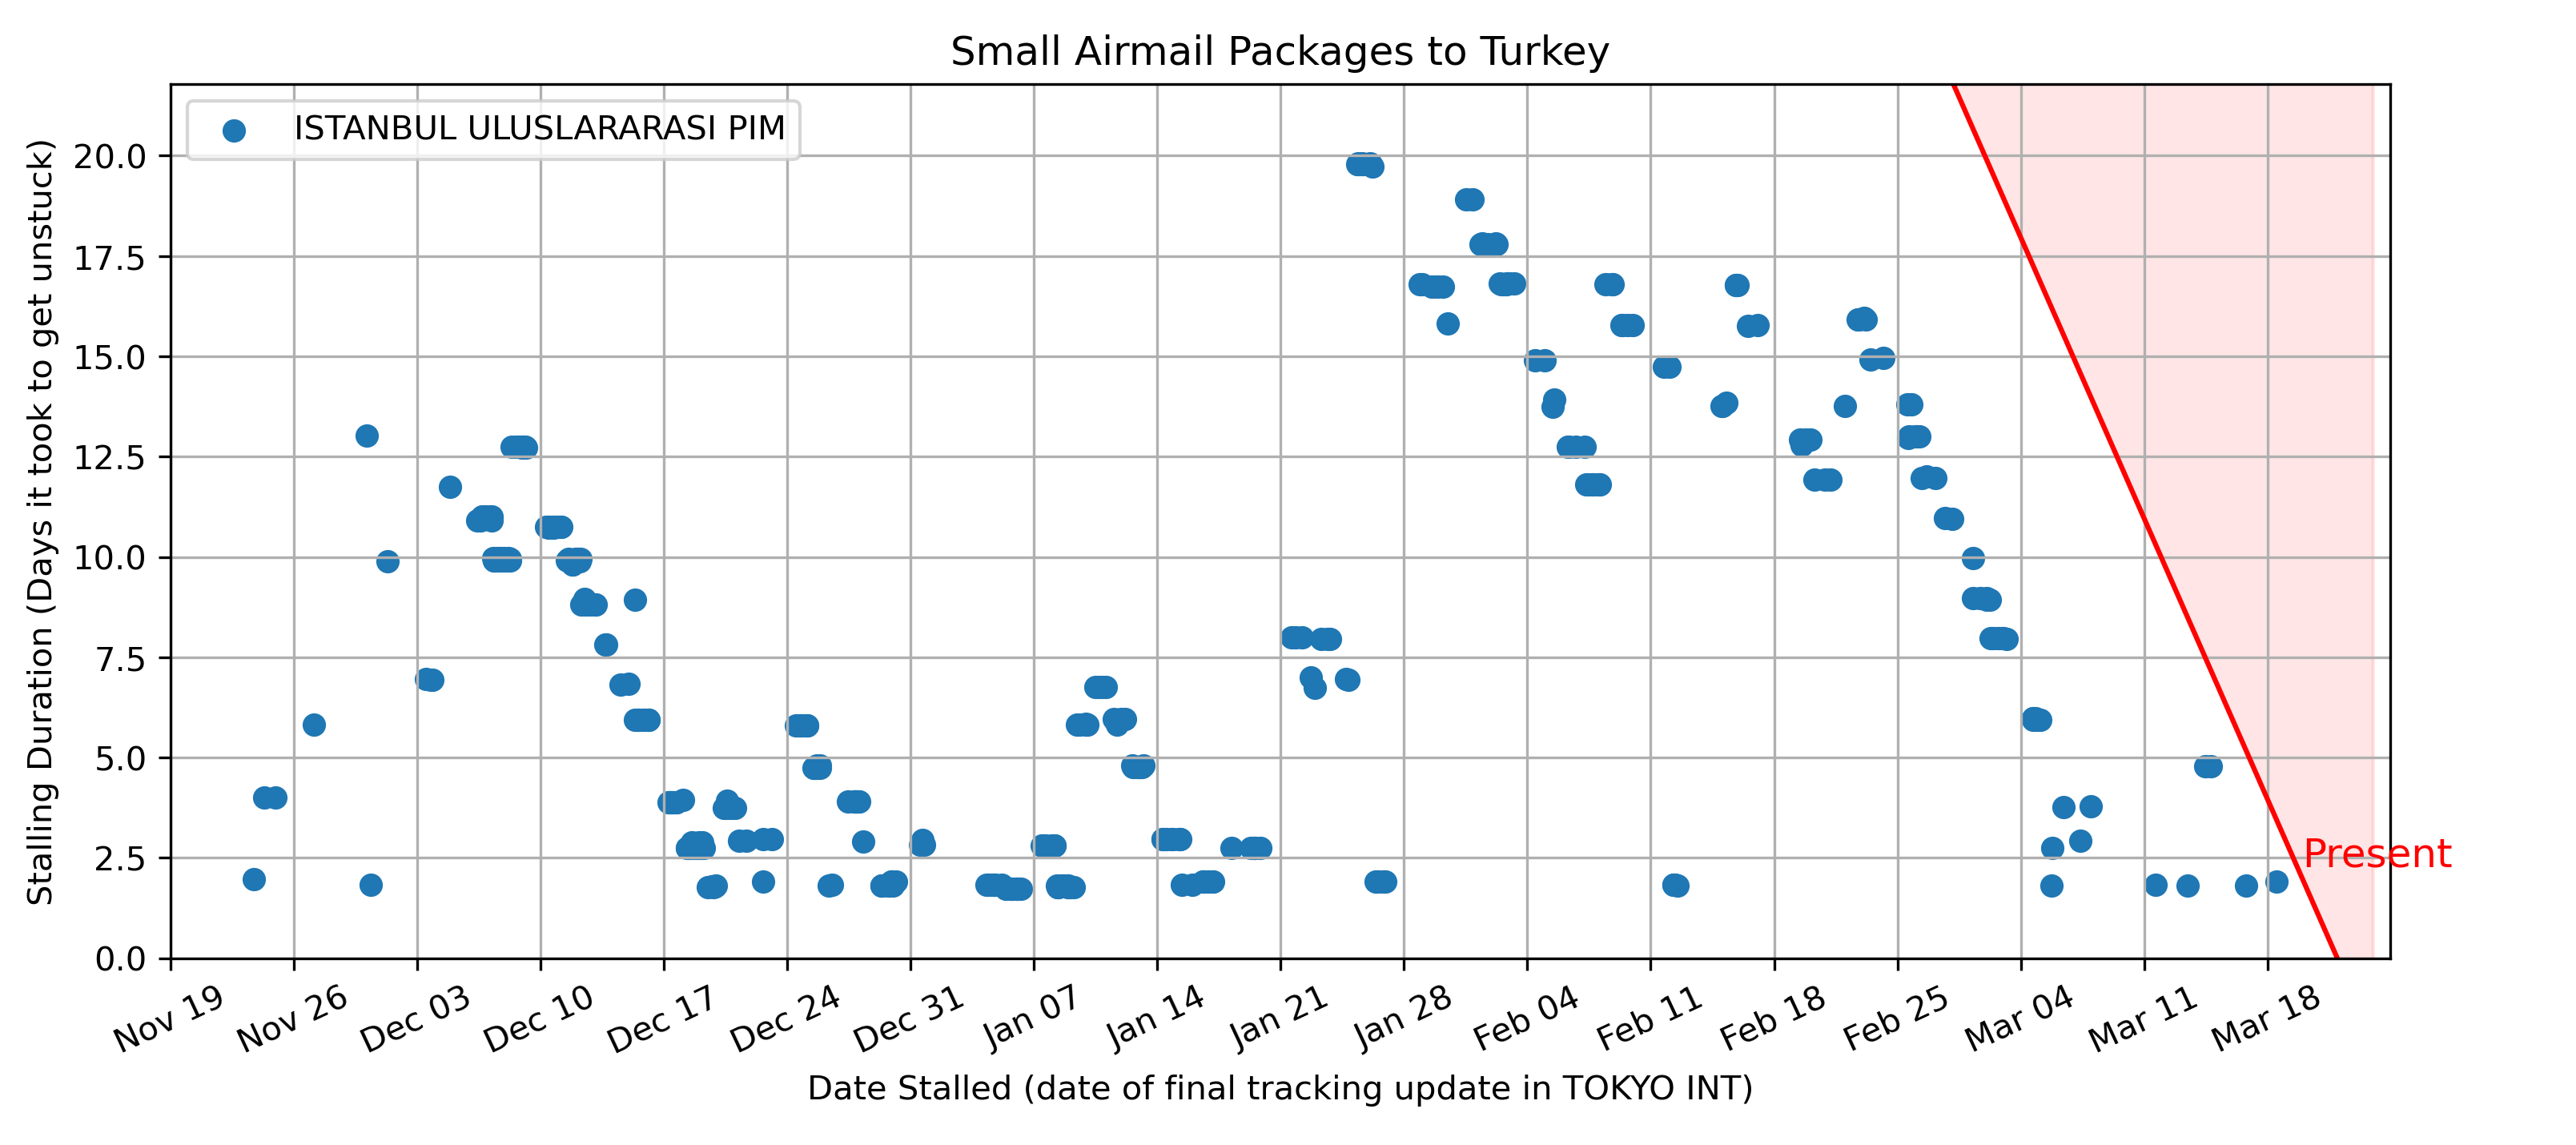 Small Airmail Packages to Turkey
ISTANBUL ULUSLARARASI PIM
Stalling Duration (Days it took to get unstuck)
20.0
17.5
15.0
12.5
10.0
7.5
5.0
2.5
0.0
Present
Nov 19
Nov 26
Dec 03
Dec 10
Dec 17
Dec 24
Dec 31
Jan 07
Jan 14
Jan 21
Jan 28
Feb 04
Feb 11
Feb 18
Feb 25
Mar 04
Mar 11
Mar 18
Date Stalled (date of final tracking update in TOKYO INT)